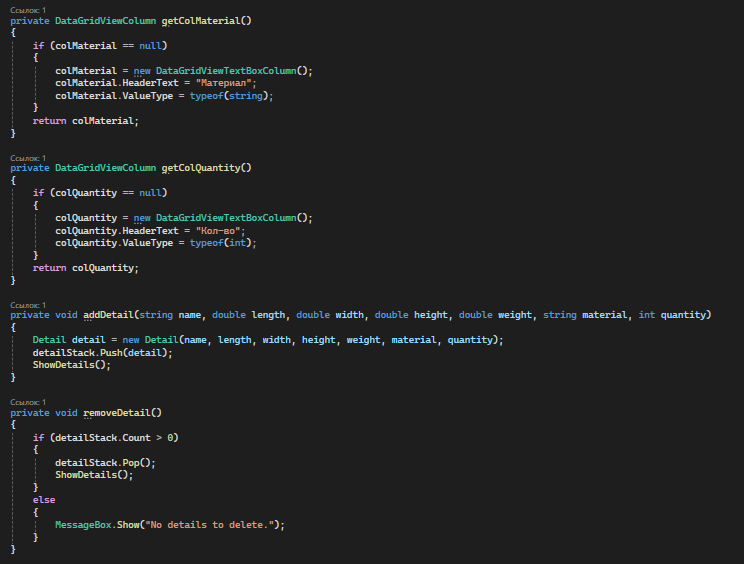 Ссылок: 1
private DataGridViewColumn getColMaterial()
{
if (colMaterial == null)
{
colMaterial = new DataGridViewTextBoxColumn();
colMaterial.HeaderText = "Материал";
colMaterial.ValueType = typeof(string);
}
return colMaterial;
}
Ссылок: 1
private DataGridViewColumn getColQuantity()
{
if (colQuantity == null)
{
colQuantity = new DataGridViewTextBoxColumn();
colQuantity.HeaderText = "Кол-во";
colQuantity.ValueType = typeof(int);
}
return colQuantity;
}
Ссылок: 1
private void addDetail(string name, double length, double width, double height, double weight, string material, int quantity)
{
Detail detail = new Detail(name, length, width, height, weight, material, quantity);
detailStack.Push(detail);
ShowDetails();
}
Ссылок: 1
private void removeDetail()
{
if (detailStack.Count > 0)
{
detailStack.Pop();
ShowDetails();
}
else
{
MessageBox.Show("No details to delete.");
}
}